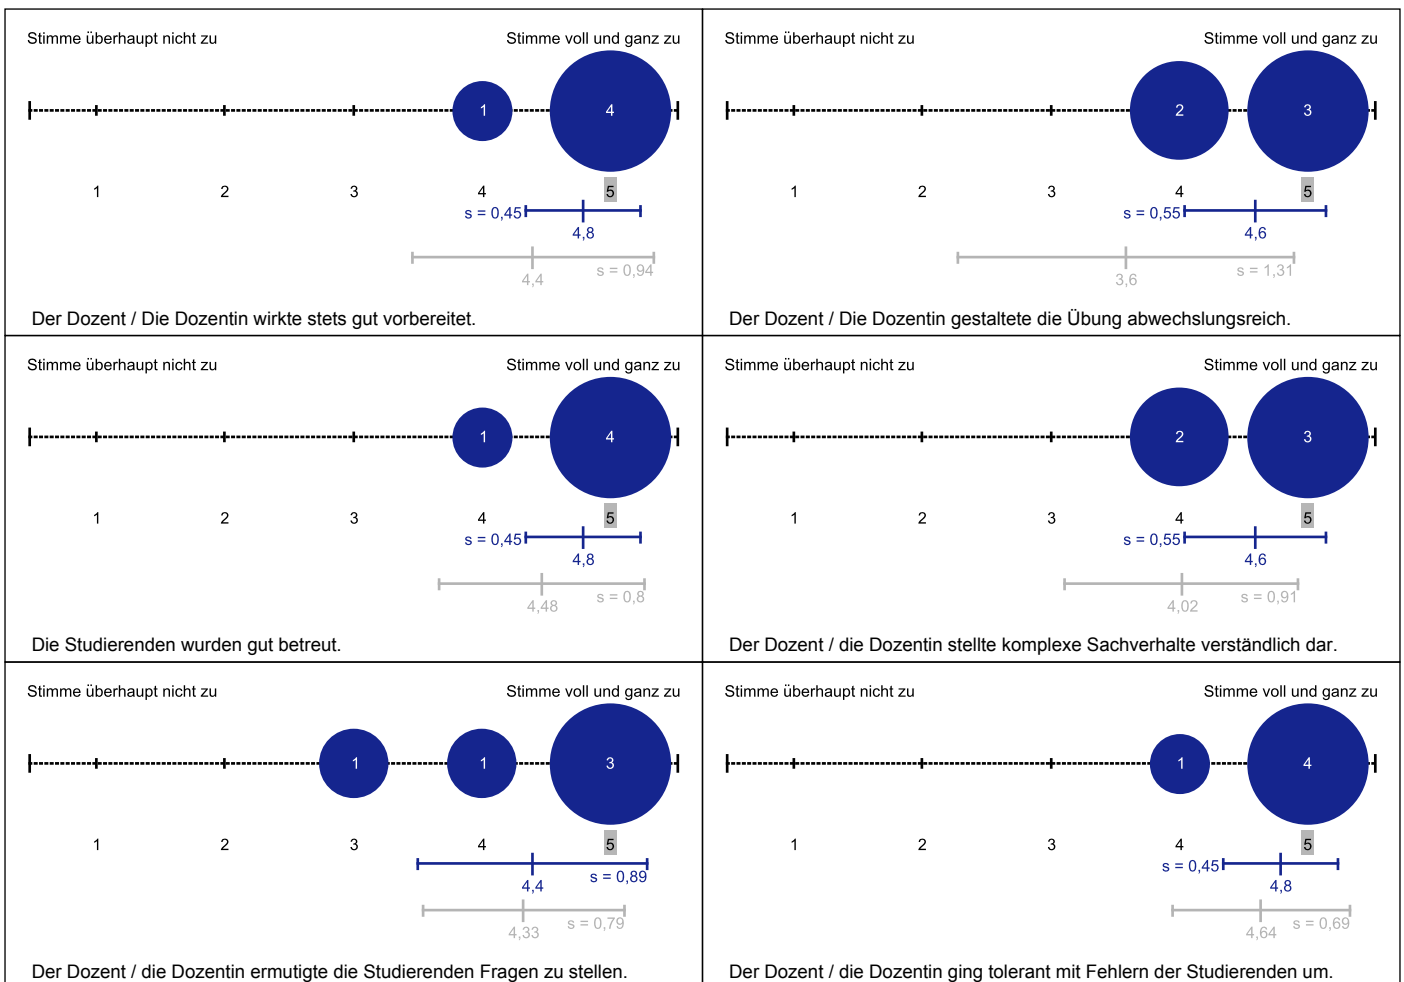 Stimme überhaupt nicht zu Stimme voll und ganz zu
1 4
1 2 3 4 5
s = 0,45
4,8
s = 0,94
4,4
Der Dozent / Die Dozentin wirkte stets gut vorbereitet.
Stimme überhaupt nicht zu Stimme voll und ganz zu
2 3
1 2 3 4 5
s = 0,55
4,6
s = 1,31
3,6
Der Dozent / Die Dozentin gestaltete die Übung abwechslungsreich.
Stimme überhaupt nicht zu Stimme voll und ganz zu
1 4
1 2 3 4 5
s = 0,45
4,8
s = 0,8
4,48
Die Studierenden wurden gut betreut.
Stimme überhaupt nicht zu Stimme voll und ganz zu
2 3
1 2 3 4 5
s = 0,55
4,6
s = 0,91
4,02
Der Dozent / die Dozentin stellte komplexe Sachverhalte verständlich dar.
Stimme überhaupt nicht zu Stimme voll und ganz zu
1 1 3
1 2 3 4 5
s = 0,89
4,4
s = 0,79
4,33
Der Dozent / die Dozentin ermutigte die Studierenden Fragen zu stellen.
Stimme überhaupt nicht zu Stimme voll und ganz zu
1 4
1 2 3 4 5
s = 0,45
4,8
s = 0,69
4,64
Der Dozent / die Dozentin ging tolerant mit Fehlern der Studierenden um.